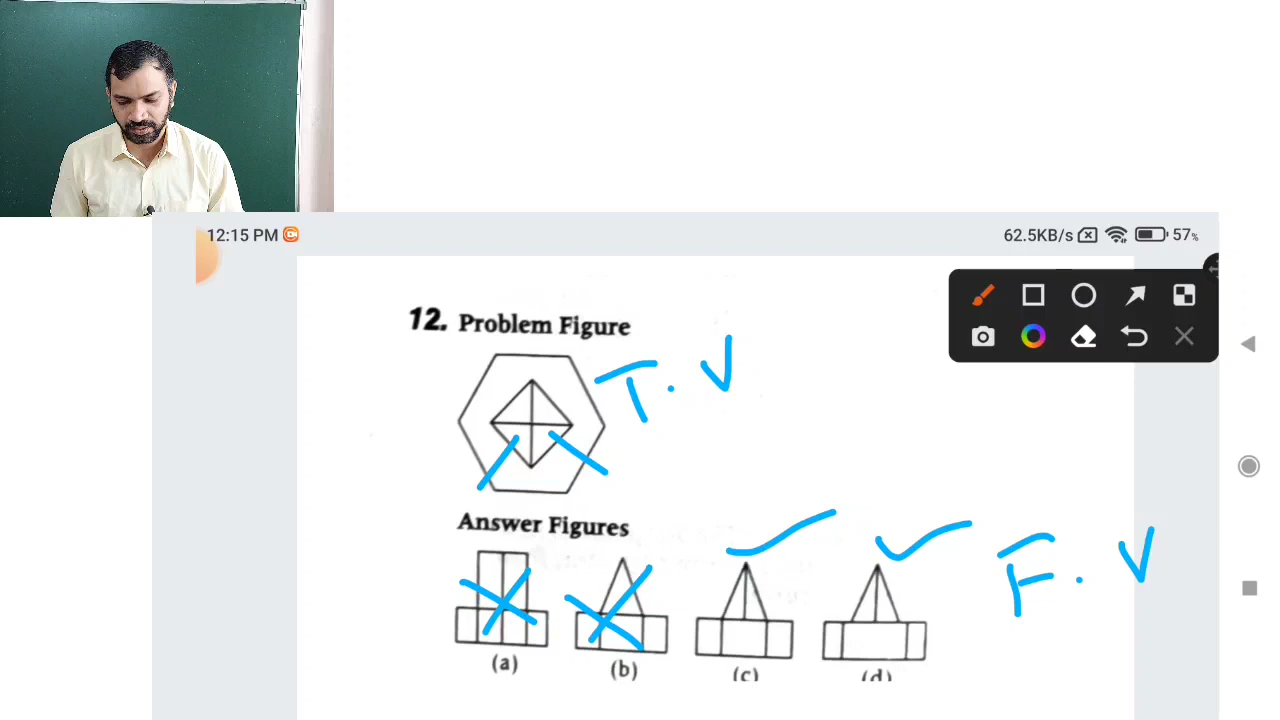 12:15 PM
62.5KB/s 57%
12. Problem Figure
T. V
Answer Figures
F. V
(a) (b) (c) (d)